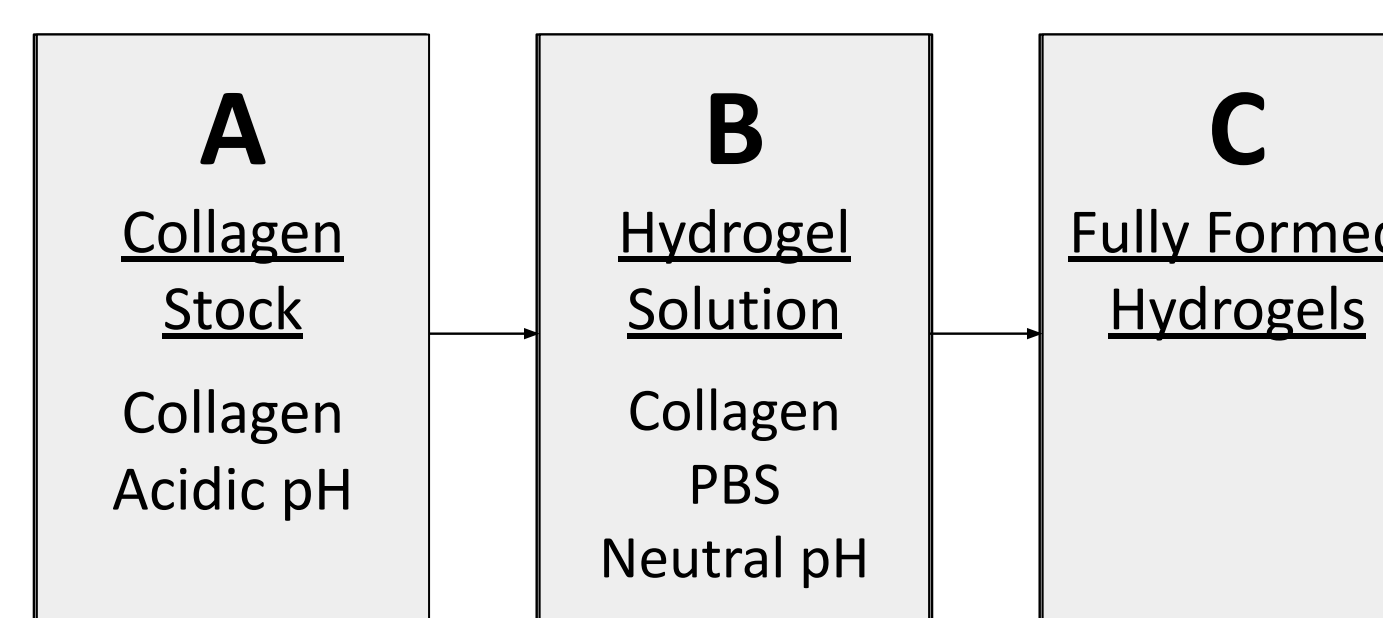 A
Collagen
Stock
Collagen
Acidic pH
B
Hydrogel
Solution
Collagen
PBS
Neutral pH
C
Fully Formed
Hydrogels